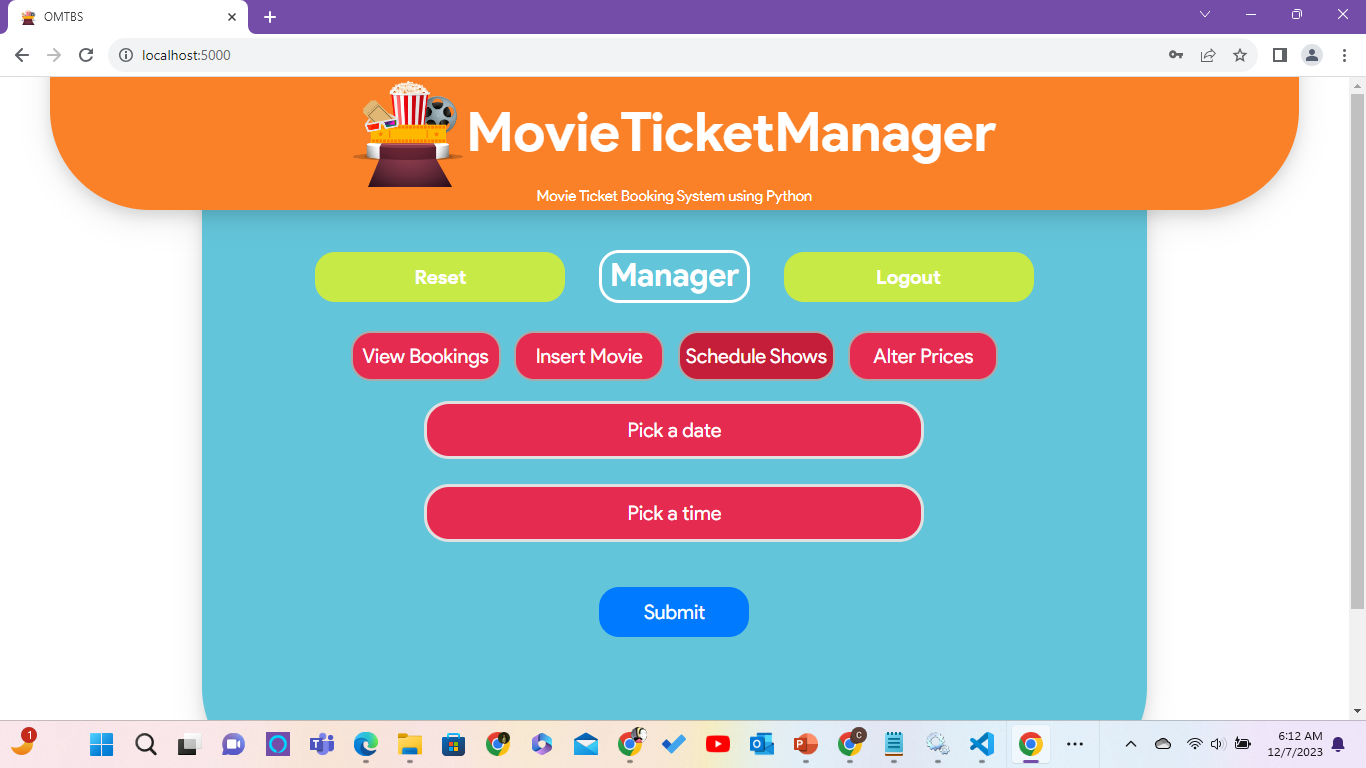 OMTBS
localhost:5000
MovieTicketManager
Movie Ticket Booking System using Python
Reset
Manager
Logout
View Bookings
Insert Movie
Schedule Shows
Alter Prices
Pick a date
Pick a time
Submit
1
C
6:12 AM
12/7/2023